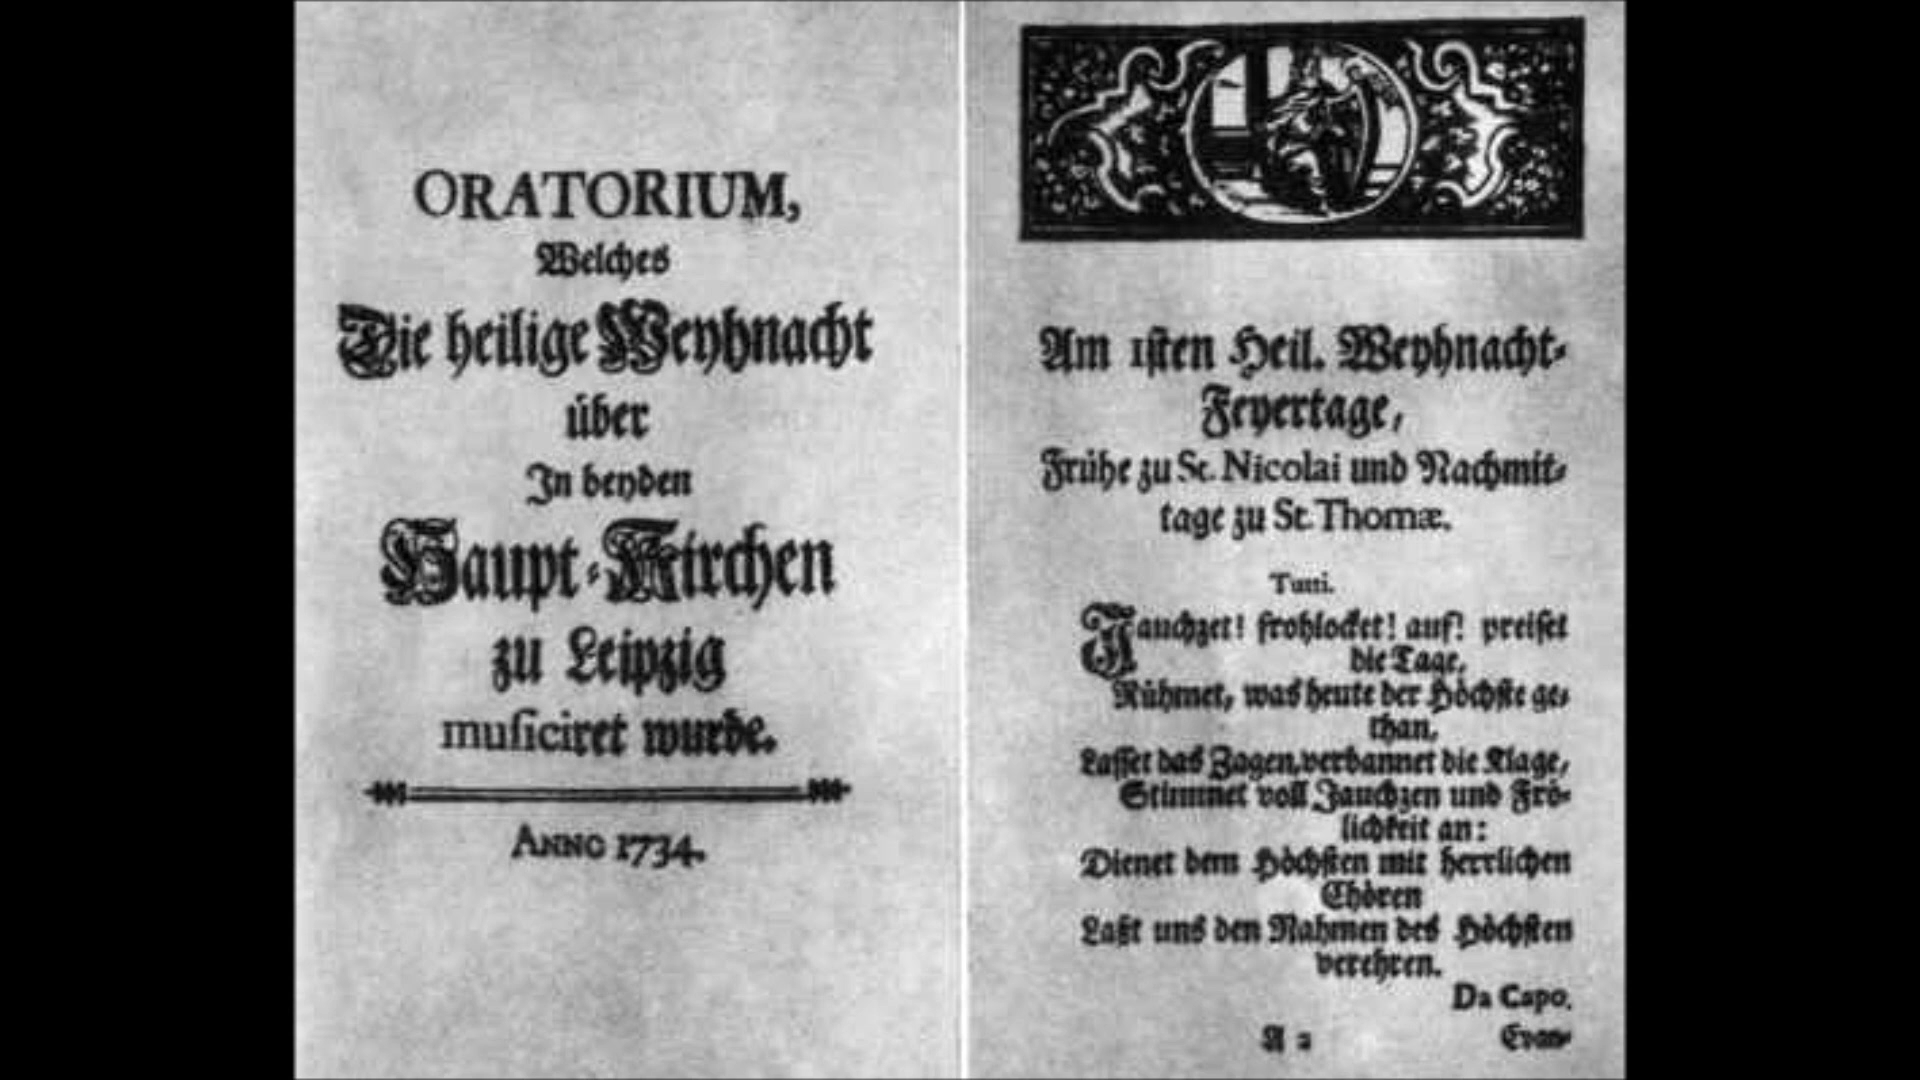 ORATORIUM,
Welches
Die heilige Weyhnacht
über
In beyden
Haupt-Kirchen
zu Leipzig
musiciret wurde.
ANNO 1734.
Am 1sten Heil. Weyhnacht-
Feyertage,
Frühe zu St. Nicolai und Nachmit-
tage zu St. Thomæ.
Tutti.
Jauchzet! frohlocket! auf! preiset
die Tage,
Rühmet, was heute der Höchste ge-
than,
Lasset das Zagen, verbannet die Klage,
Stimmet voll Jauchzen und Frö-
lichkeit an:
Dienet dem Höchsten mit herrlichen
Chören
Laßt uns den Nahmen des Höchsten
verehren.
Da Capo.
A 2 Evan-